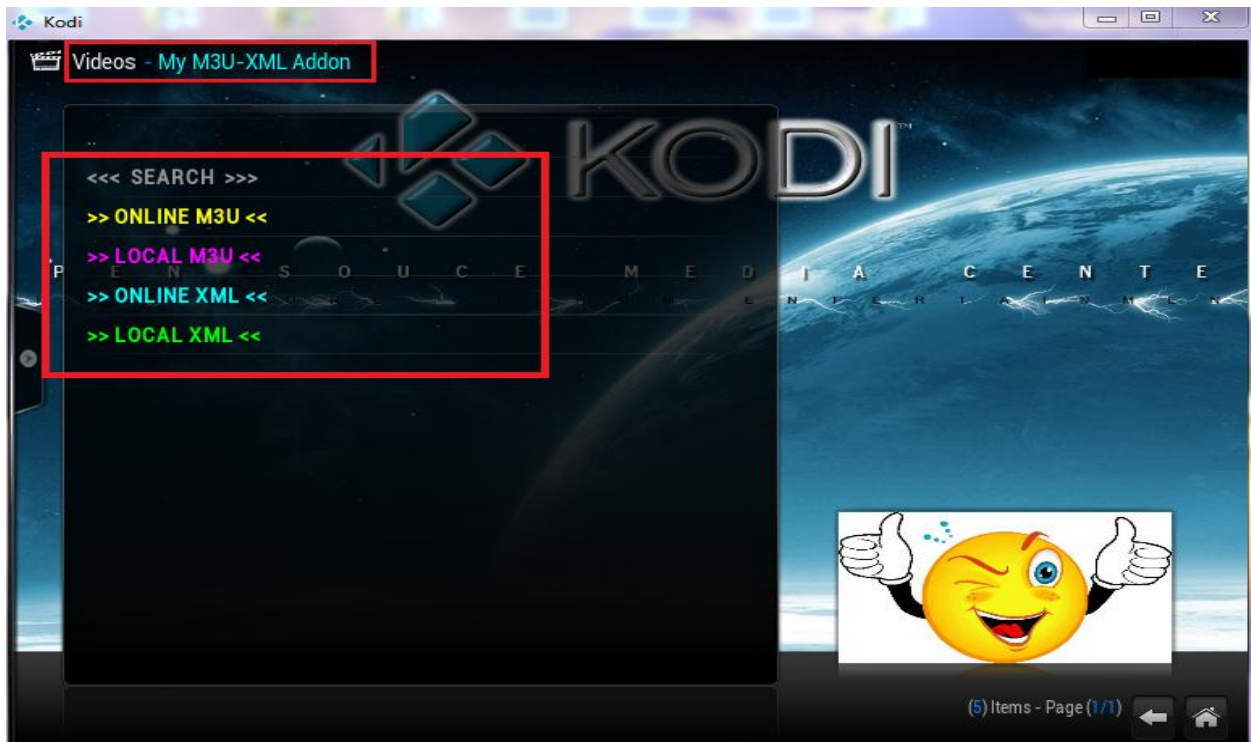 Kodi
Videos - My M3U-XML Addon
..
KODI™
<<< SEARCH >>>
>> ONLINE M3U <<
>> LOCAL M3U <<
P E N S O U C E M E D I A C E N T E
>> ONLINE XML <<
>> LOCAL XML <<
(5) Items - Page (1/1)